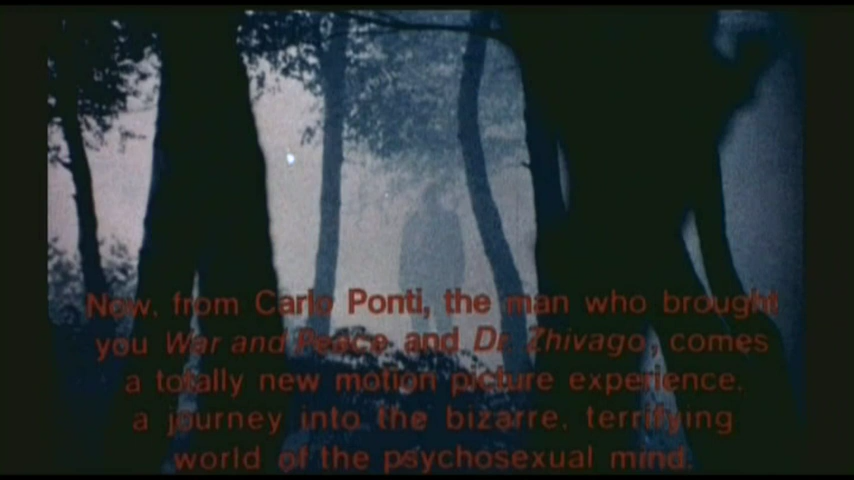 Now, from Carlo Ponti, the man who brought
you War and Peace and Dr. Zhivago, comes
a totally new motion picture experience,
a journey into the bizarre, terrifying
world of the psychosexual mind.